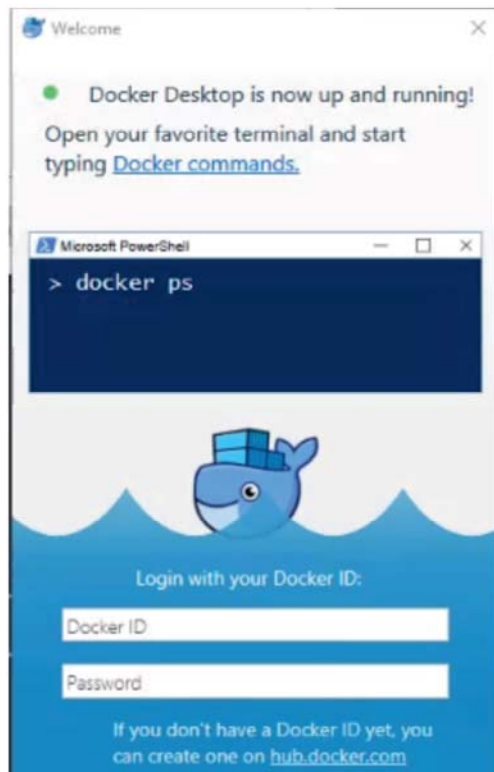 Welcome
Docker Desktop is now up and running!
Open your favorite terminal and start
typing Docker commands.
Microsoft PowerShell
> docker ps
Login with your Docker ID:
Docker ID
Password
If you don't have a Docker ID yet, you
can create one on hub.docker.com